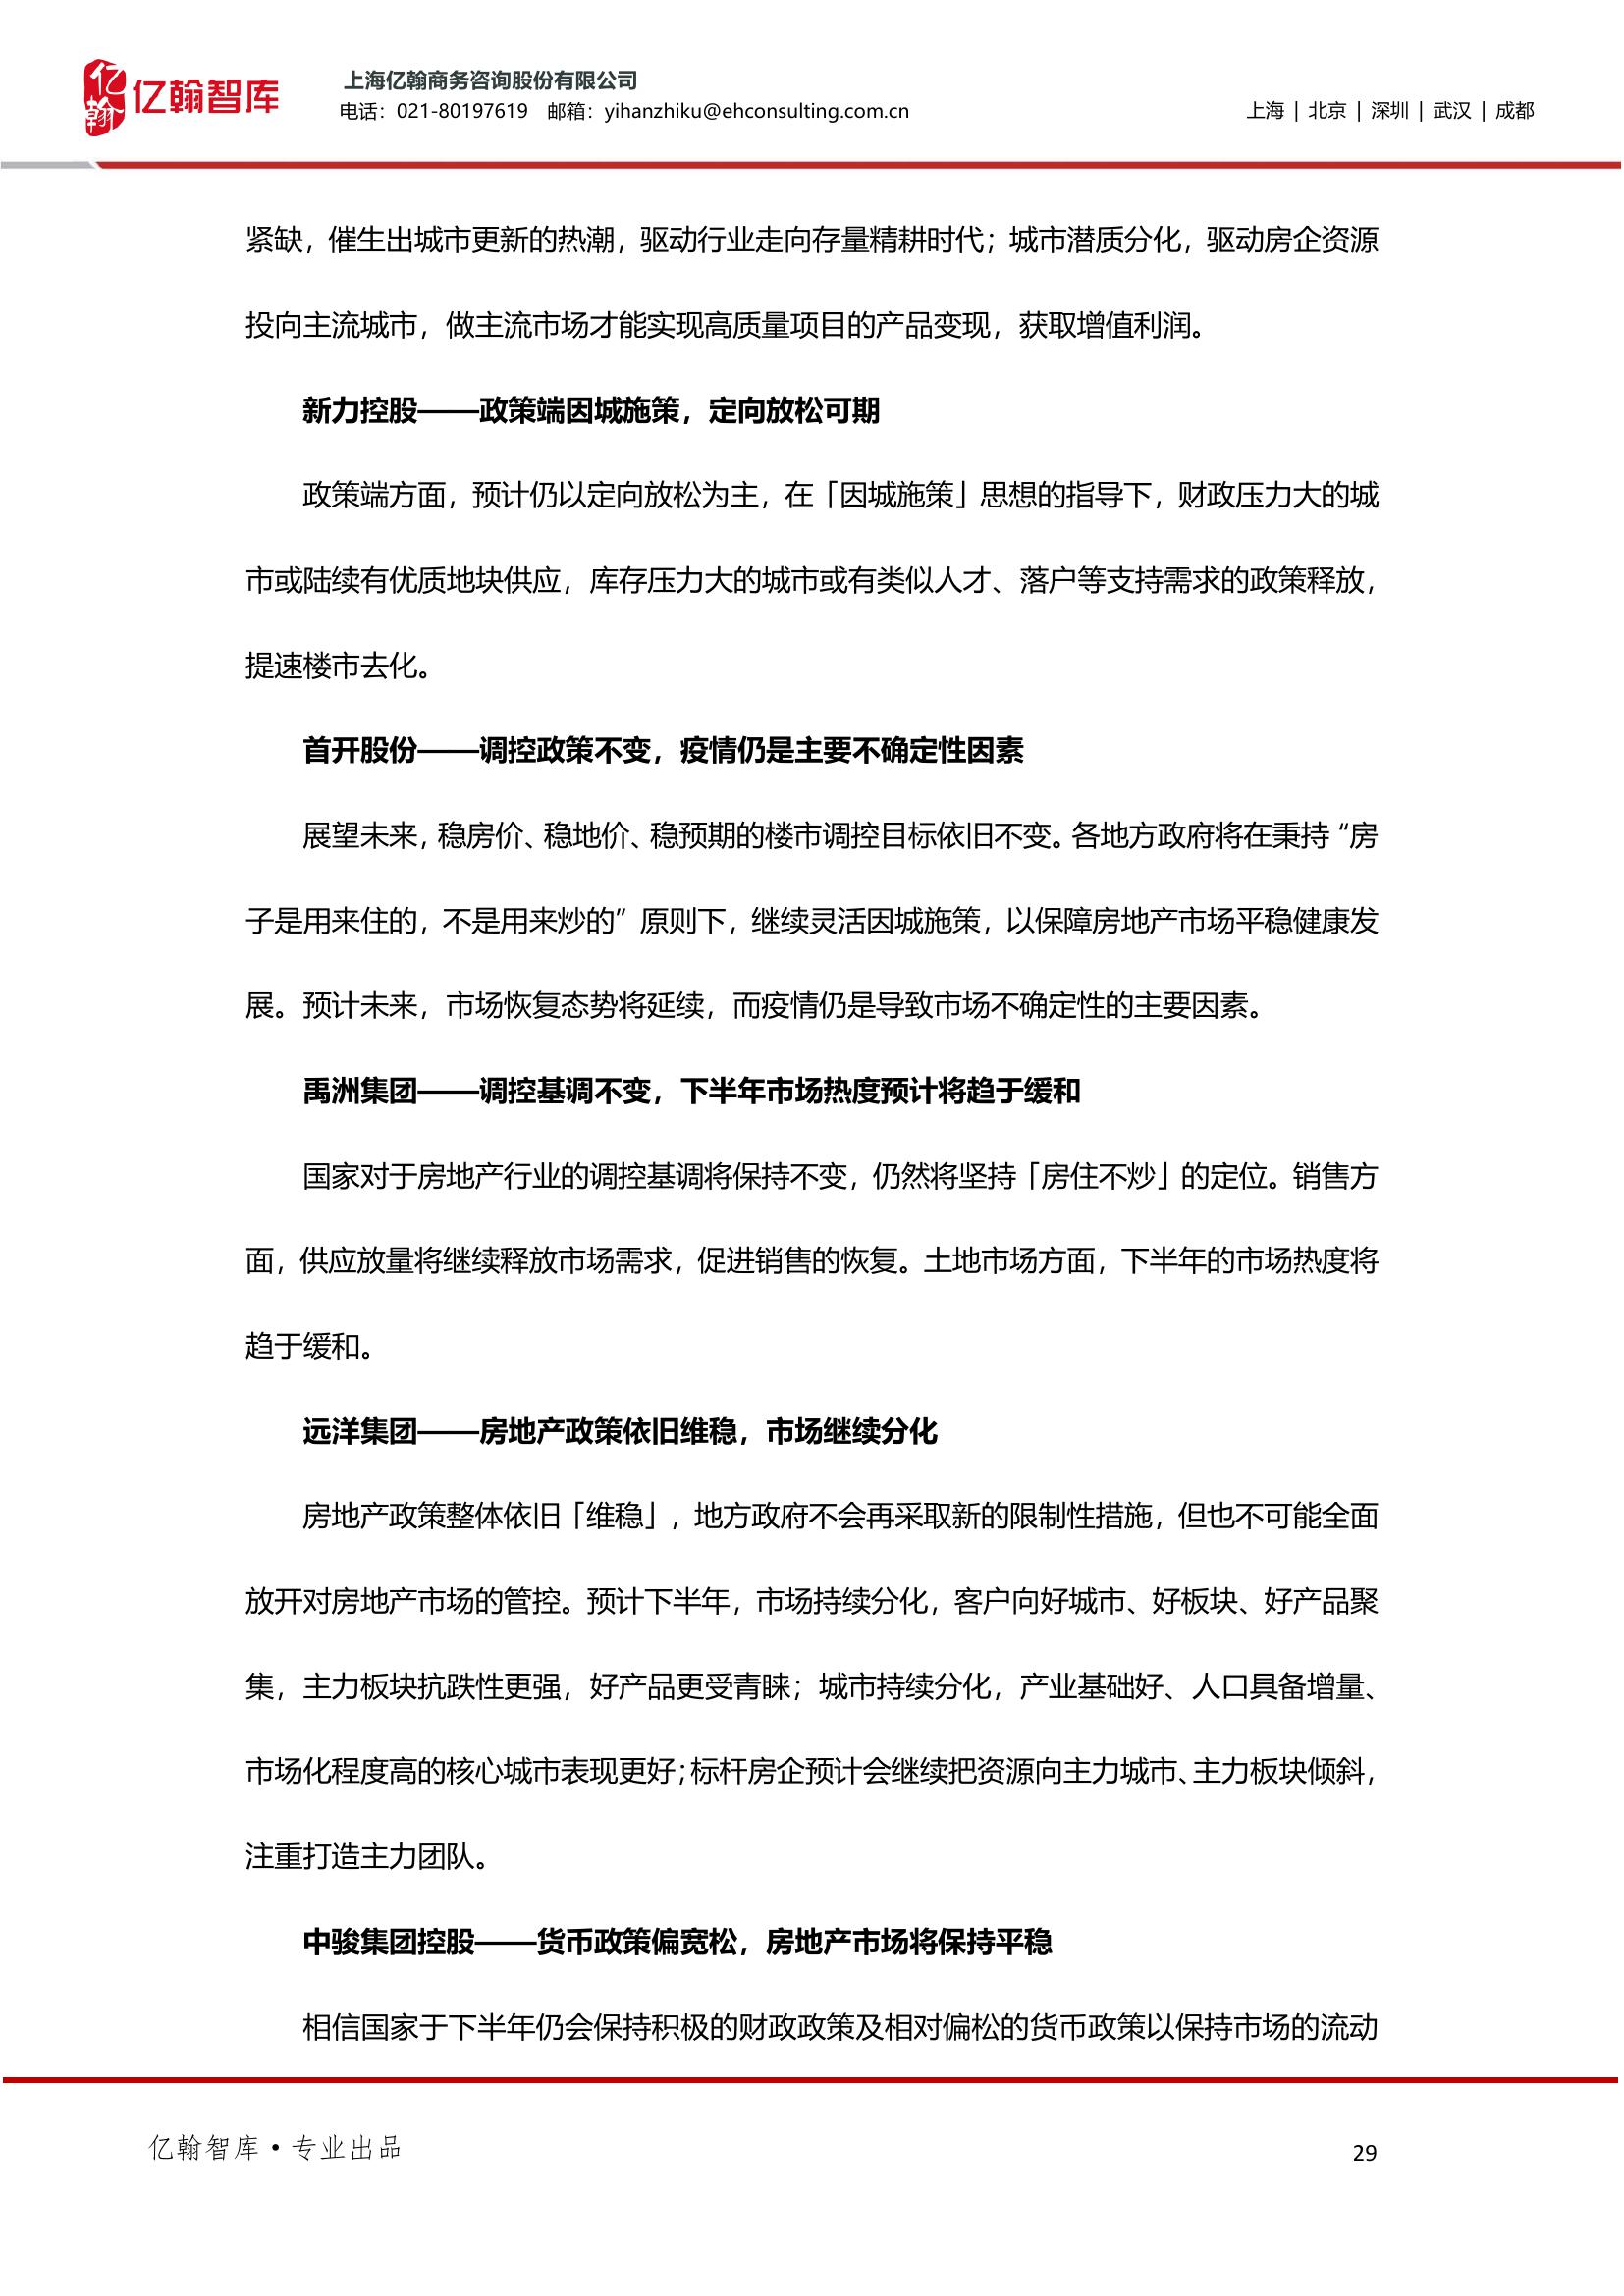 亿翰
亿翰智库
上海亿翰商务咨询股份有限公司
电话：021-80197619 邮箱：yihanzhiku@ehconsulting.com.cn
上海 | 北京 | 深圳 | 武汉 | 成都
紧缺，催生出城市更新的热潮，驱动行业走向存量精耕时代；城市潜质分化，驱动房企资源
投向主流城市，做主流市场才能实现高质量项目的产品变现，获取增值利润。
新力控股——政策端因城施策，定向放松可期
政策端方面，预计仍以定向放松为主，在「因城施策」思想的指导下，财政压力大的城
市或陆续有优质地块供应，库存压力大的城市或有类似人才、落户等支持需求的政策释放，
提速楼市去化。
首开股份——调控政策不变，疫情仍是主要不确定性因素
展望未来，稳房价、稳地价、稳预期的楼市调控目标依旧不变。各地方政府将在秉持“房
子是用来住的，不是用来炒的”原则下，继续灵活因城施策，以保障房地产市场平稳健康发
展。预计未来，市场恢复态势将延续，而疫情仍是导致市场不确定性的主要因素。
禹洲集团——调控基调不变，下半年市场热度预计将趋于缓和
国家对于房地产行业的调控基调将保持不变，仍然将坚持「房住不炒」的定位。销售方
面，供应放量将继续释放市场需求，促进销售的恢复。土地市场方面，下半年的市场热度将
趋于缓和。
远洋集团——房地产政策依旧维稳，市场继续分化
房地产政策整体依旧「维稳」，地方政府不会再采取新的限制性措施，但也不可能全面
放开对房地产市场的管控。预计下半年，市场持续分化，客户向好城市、好板块、好产品聚
集，主力板块抗跌性更强，好产品更受青睐；城市持续分化，产业基础好、人口具备增量、
市场化程度高的核心城市表现更好；标杆房企预计会继续把资源向主力城市、主力板块倾斜，
注重打造主力团队。
中骏集团控股——货币政策偏宽松，房地产市场将保持平稳
相信国家于下半年仍会保持积极的财政政策及相对偏松的货币政策以保持市场的流动
亿翰智库·专业出品
29